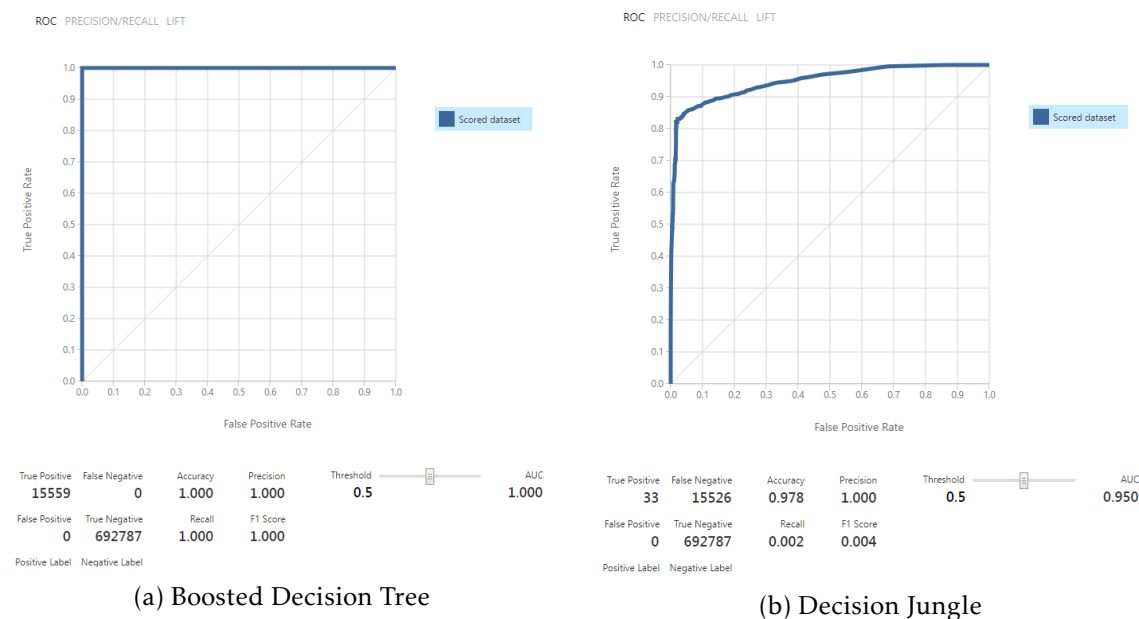 ROC PRECISION/RECALL LIFT
1.0
0.9
0.8
0.7
0.6
0.5
0.4
0.3
0.2
0.1
0.0
True Positive Rate
0.0 0.1 0.2 0.3 0.4 0.5 0.6 0.7 0.8 0.9 1.0
False Positive Rate
Scored dataset
True Positive False Negative Accuracy Precision Threshold AUC
15559 0 1.000 1.000 0.5 1.000
False Positive True Negative Recall F1 Score
0 692787 1.000 1.000
Positive Label Negative Label
(a) Boosted Decision Tree
ROC PRECISION/RECALL LIFT
1.0
0.9
0.8
0.7
0.6
0.5
0.4
0.3
0.2
0.1
0.0
True Positive Rate
0.0 0.1 0.2 0.3 0.4 0.5 0.6 0.7 0.8 0.9 1.0
False Positive Rate
Scored dataset
True Positive False Negative Accuracy Precision Threshold AUC
33 15526 0.978 1.000 0.5 0.950
False Positive True Negative Recall F1 Score
0 692787 0.002 0.004
Positive Label Negative Label
(b) Decision Jungle